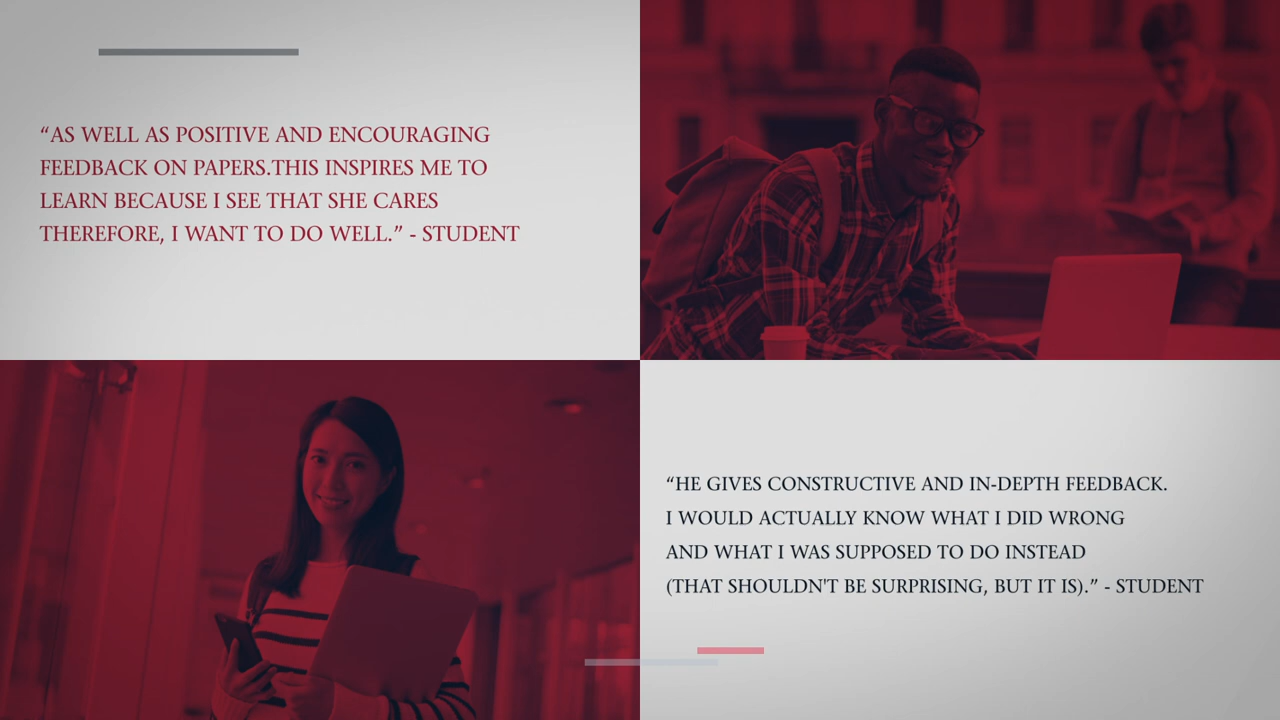 “AS WELL AS POSITIVE AND ENCOURAGING
FEEDBACK ON PAPERS.THIS INSPIRES ME TO
LEARN BECAUSE I SEE THAT SHE CARES
THEREFORE, I WANT TO DO WELL.” - STUDENT
“HE GIVES CONSTRUCTIVE AND IN-DEPTH FEEDBACK.
I WOULD ACTUALLY KNOW WHAT I DID WRONG
AND WHAT I WAS SUPPOSED TO DO INSTEAD
(THAT SHOULDN'T BE SURPRISING, BUT IT IS).” - STUDENT